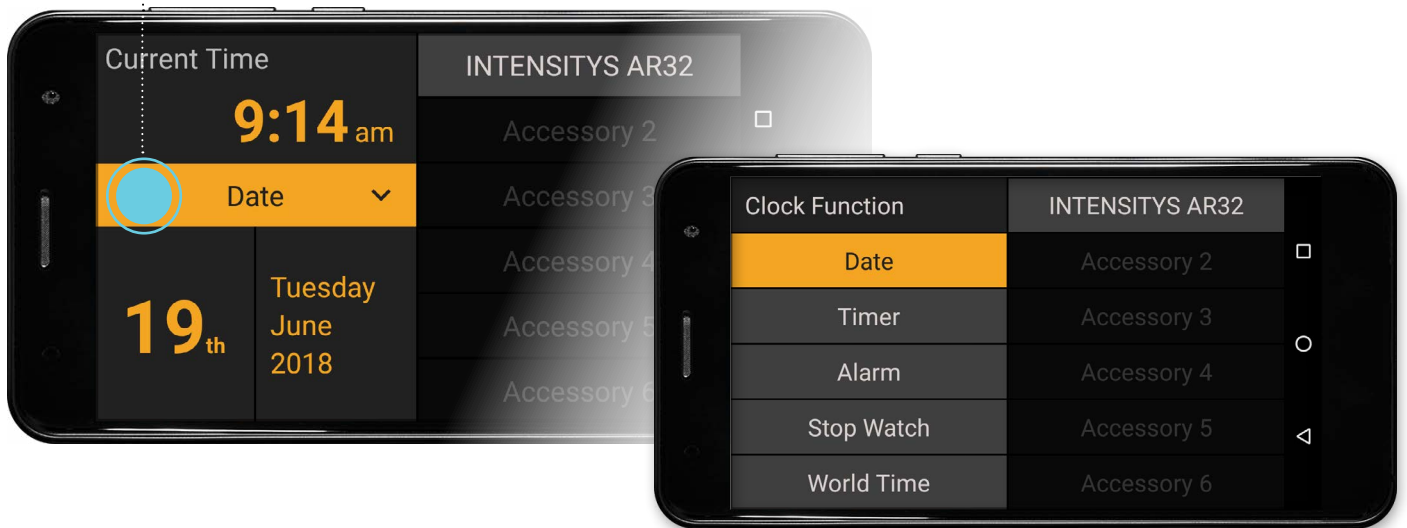 Current Time
9:14 am
Date
19th
Tuesday
June
2018
INTENSITYS AR32
Accessory 2
Accessory 3
Accessory 4
Accessory 5
Accessory 6
Clock Function
Date
Timer
Alarm
Stop Watch
World Time
INTENSITYS AR32
Accessory 2
Accessory 3
Accessory 4
Accessory 5
Accessory 6